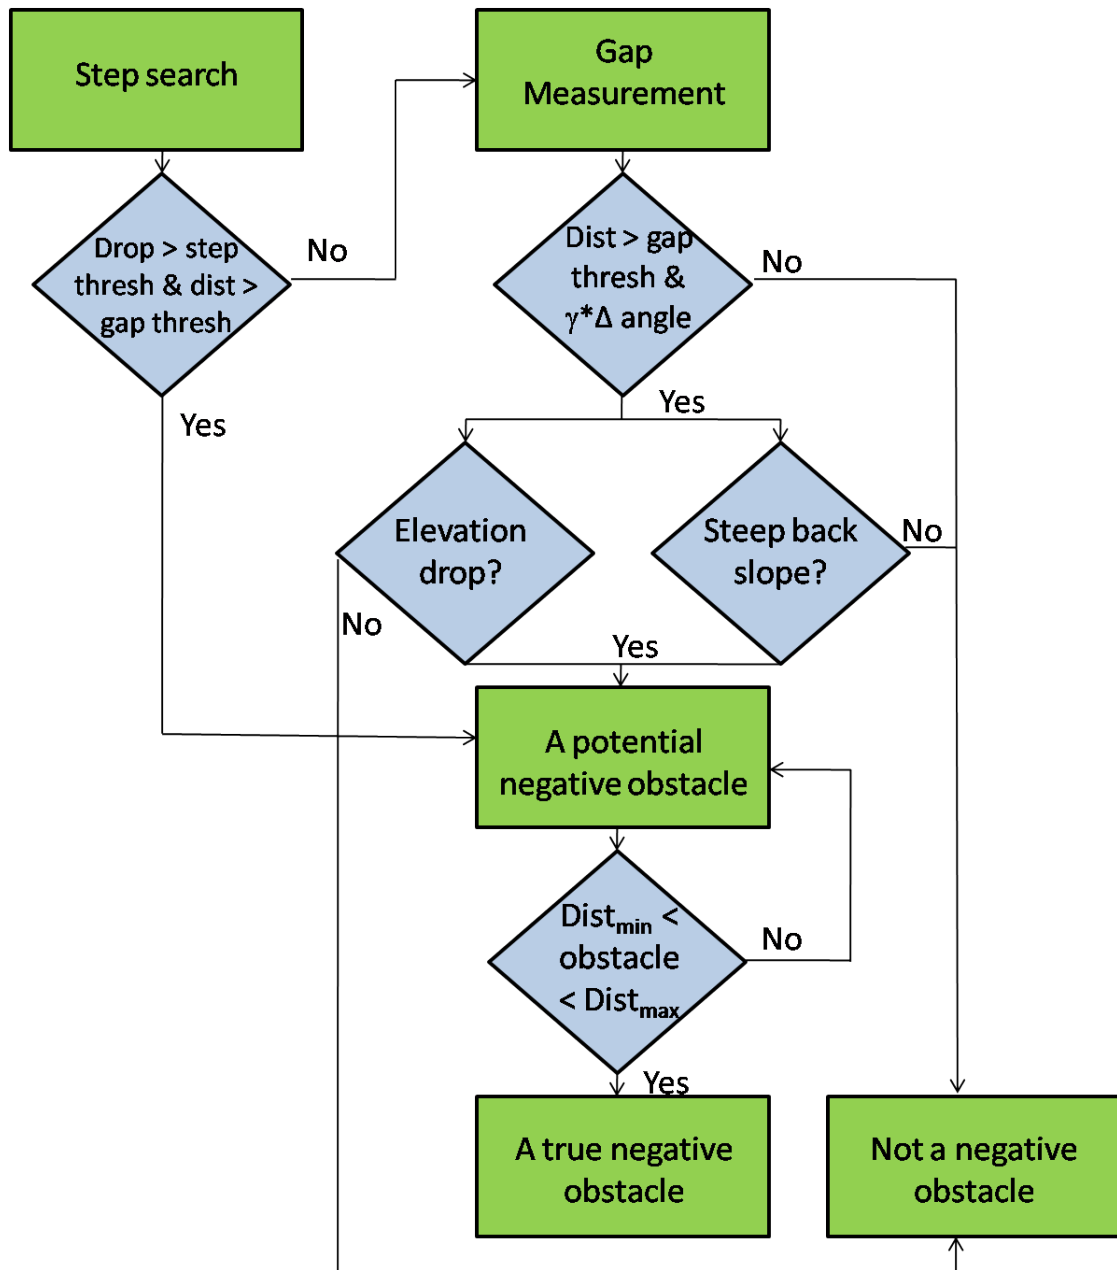 Step search
Gap
Measurement
Drop > step
thresh & dist >
gap thresh
No
Dist > gap
thresh &
γ*Δ angle
No
Yes
Yes
Elevation
drop?
Steep back
slope?
No
No
Yes
A potential
negative obstacle
Dist_min <
obstacle
< Dist_max
No
Yes
A true negative
obstacle
Not a negative
obstacle